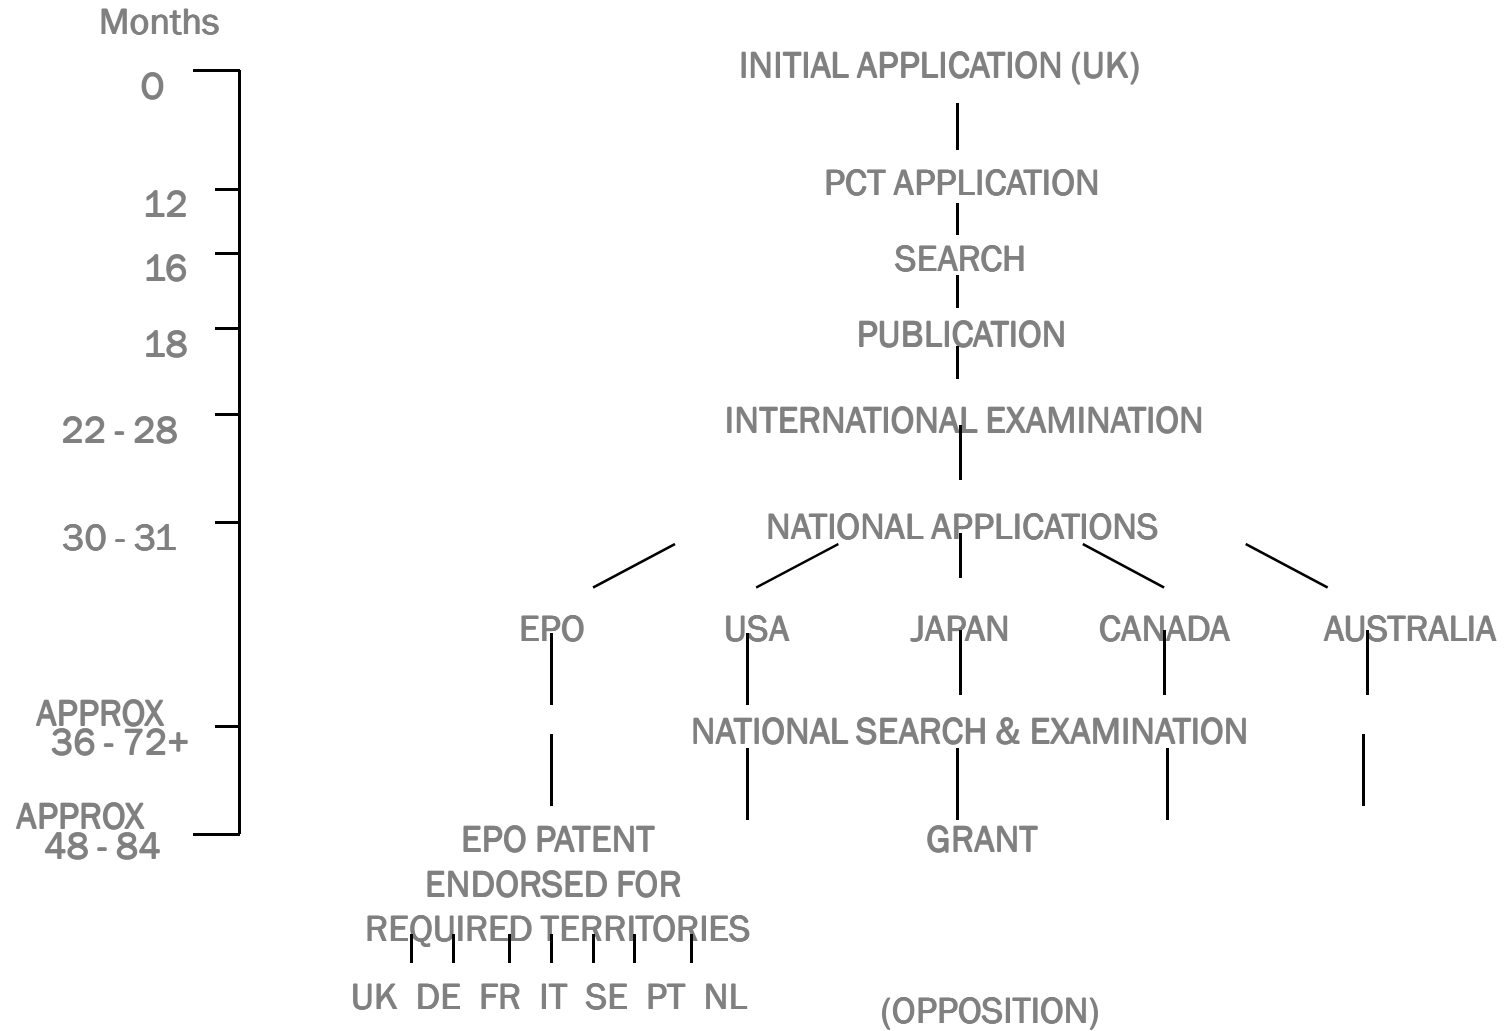 Months
0
INITIAL APPLICATION (UK)
12
PCT APPLICATION
16
SEARCH
18
PUBLICATION
22 - 28
INTERNATIONAL EXAMINATION
30 - 31
NATIONAL APPLICATIONS
EPO USA JAPAN CANADA AUSTRALIA
APPROX
36 - 72+
NATIONAL SEARCH & EXAMINATION
APPROX
48 - 84
EPO PATENT
ENDORSED FOR
REQUIRED TERRITORIES
GRANT
UK DE FR IT SE PT NL
(OPPOSITION)